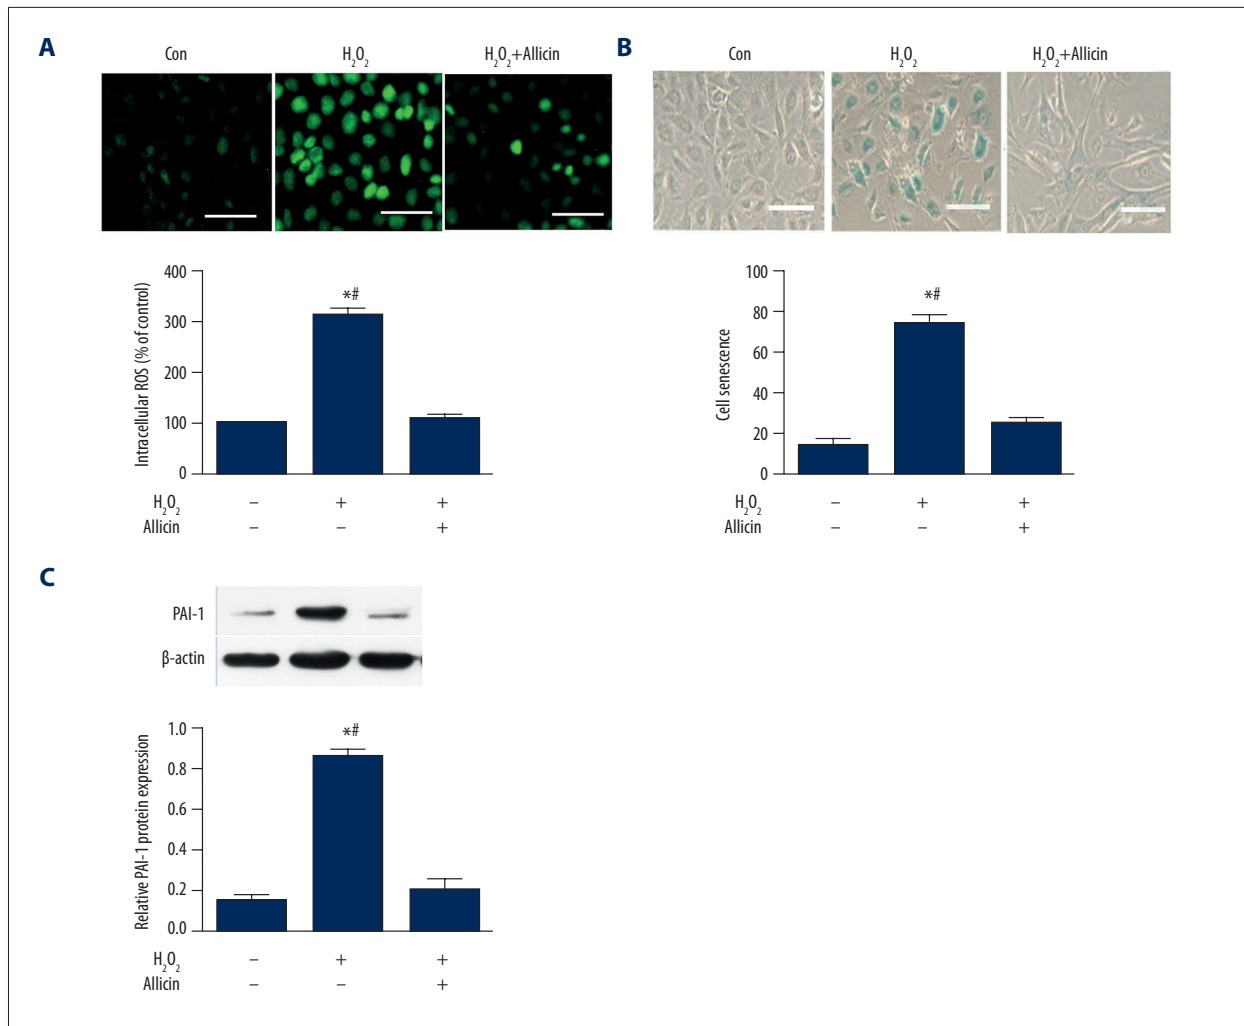 A
Con
H₂O₂
H₂O₂+Allicin
Intracellular ROS (% of control)
400
300
200
100
0
*#
H₂O₂ – + +
Allicin – – +
B
Con
H₂O₂
H₂O₂+Allicin
Cell senescence
100
80
60
40
20
0
*#
H₂O₂ – + +
Allicin – – +
C
PAI-1
β-actin
Relative PAI-1 protein expression
1.0
0.8
0.6
0.4
0.2
0.0
*#
H₂O₂ – + +
Allicin – – +